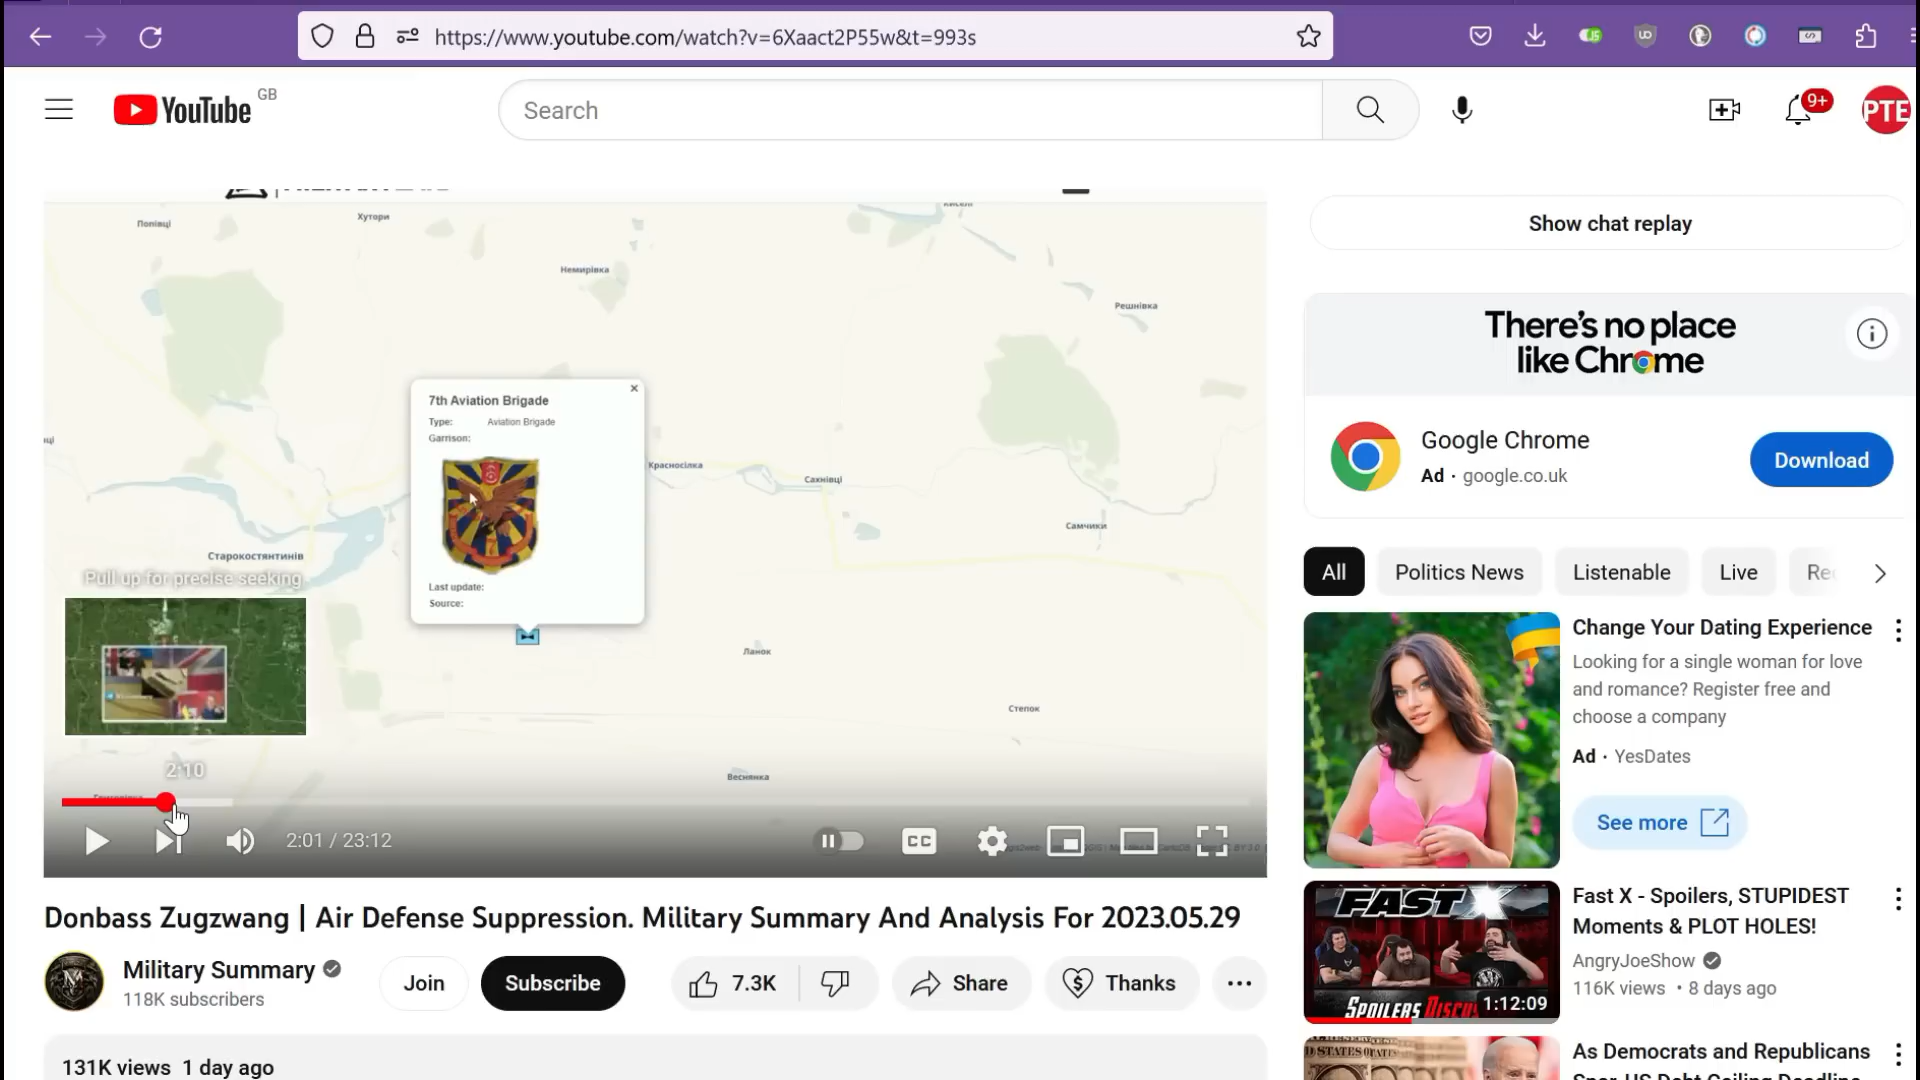 https://www.youtube.com/watch?v=6Xaact2P55w&t=993s
YouTube GB
Search
9+
PTE
Попівці
Хутори
Немирівка
Решнівка
7th Aviation Brigade
Type: Aviation Brigade
Garrison:
Last update:
Source:
Красносілка
Сахнівці
Самчики
Старокостянтинів
Ланок
Степок
Веснянка
Pull up for precise seeking
2:10
2:01 / 23:12
CC
Donbass Zugzwang | Air Defense Suppression. Military Summary And Analysis For 2023.05.29
Military Summary
118K subscribers
Join
Subscribe
7.3K
Share
Thanks
131K views 1 day ago
Show chat replay
There's no place
like Chrome
Google Chrome
Ad · google.co.uk
Download
All
Politics News
Listenable
Live
Change Your Dating Experience
Looking for a single woman for love
and romance? Register free and
choose a company
Ad · YesDates
See more
FAST X
SPOILERS
1:12:09
Fast X - Spoilers, STUPIDEST
Moments & PLOT HOLES!
AngryJoeShow
116K views • 8 days ago
As Democrats and Republicans